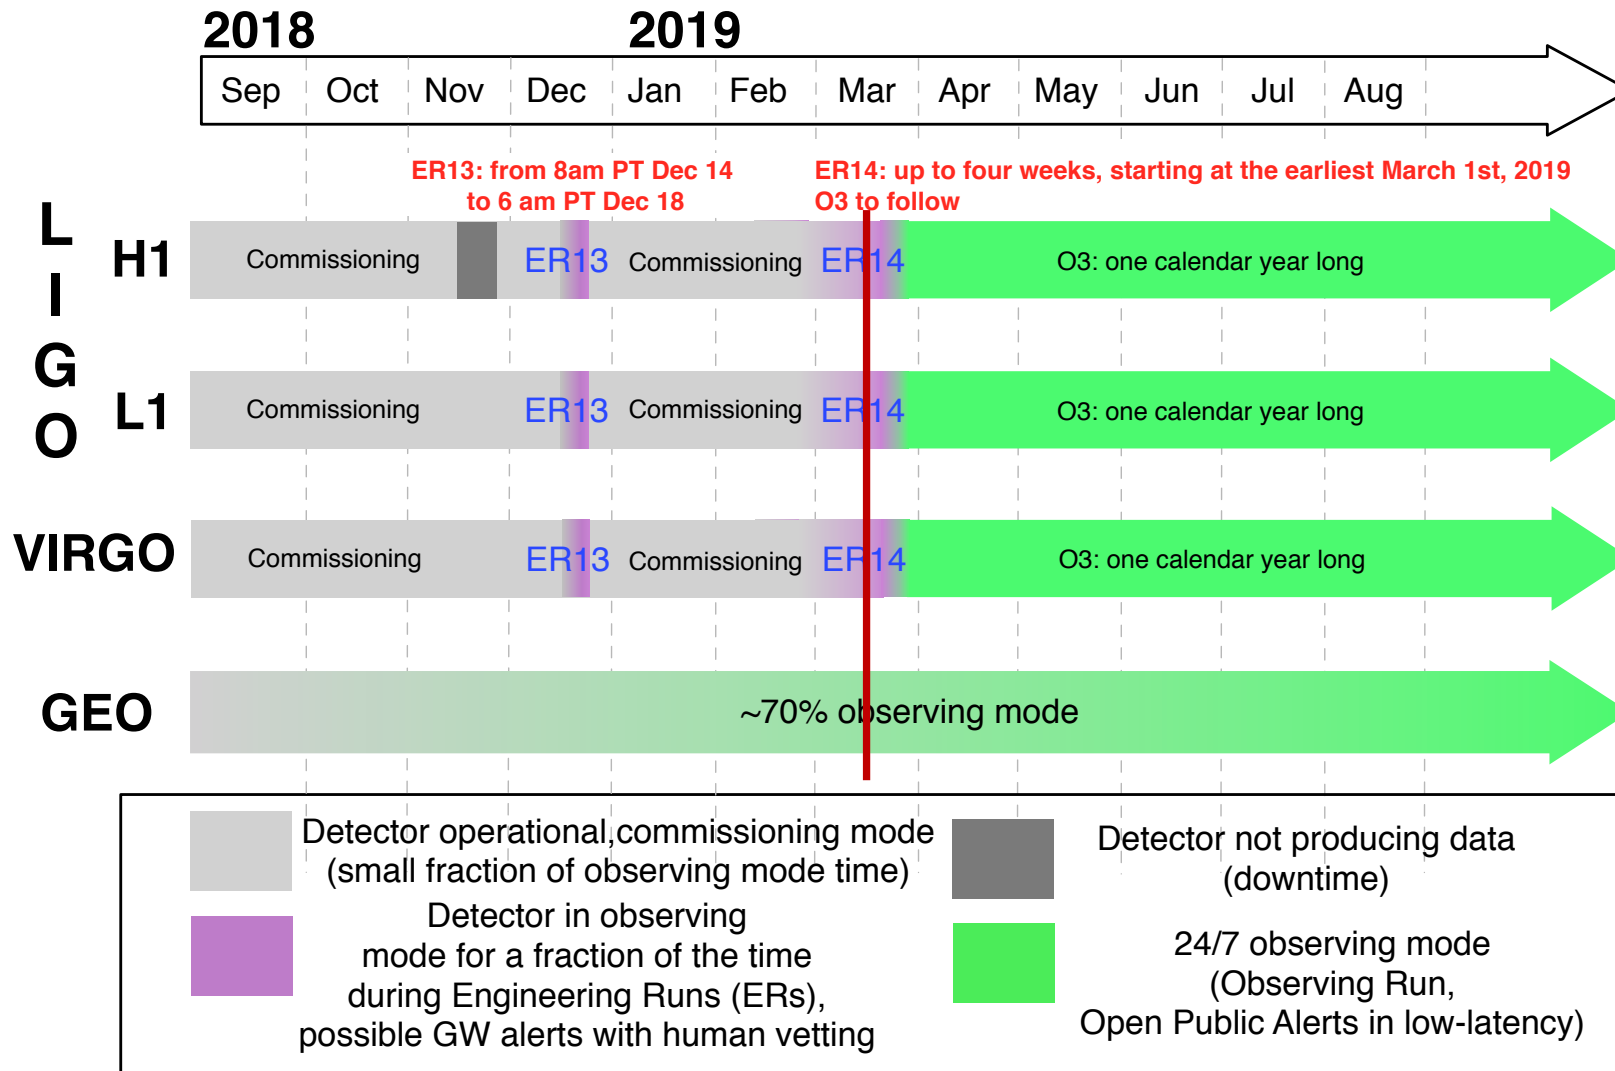 2018 2019
Sep Oct Nov Dec Jan Feb Mar Apr May Jun Jul Aug
ER13: from 8am PT Dec 14
to 6 am PT Dec 18
ER14: up to four weeks, starting at the earliest March 1st, 2019
O3 to follow
LIGO
H1 Commissioning ER13 Commissioning ER14 O3: one calendar year long
L1 Commissioning ER13 Commissioning ER14 O3: one calendar year long
VIRGO Commissioning ER13 Commissioning ER14 O3: one calendar year long
GEO ~70% observing mode
Detector operational,commissioning mode
(small fraction of observing mode time)
Detector not producing data
(downtime)
Detector in observing
mode for a fraction of the time
during Engineering Runs (ERs),
possible GW alerts with human vetting
24/7 observing mode
(Observing Run,
Open Public Alerts in low-latency)